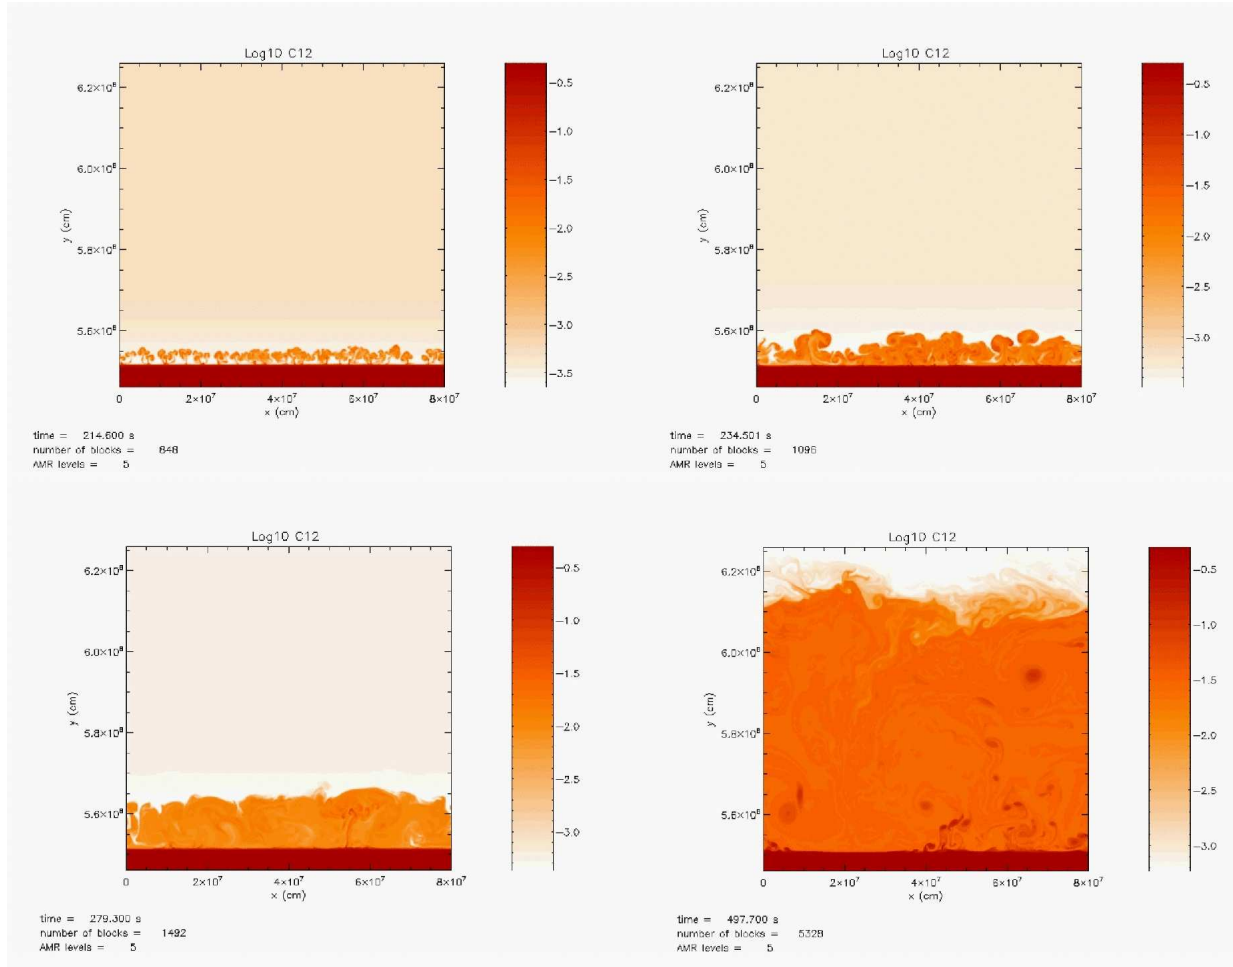 Log10 C12
6.2×10⁸
6.0×10⁸
5.8×10⁸
5.6×10⁸
y (cm)
0 2×10⁷ 4×10⁷ 6×10⁷ 8×10⁷
x (cm)
-0.5
-1.0
-1.5
-2.0
-2.5
-3.0
-3.5
time = 214.600 s
number of blocks = 648
AMR levels = 5
Log10 C12
6.2×10⁸
6.0×10⁸
5.8×10⁸
5.6×10⁸
y (cm)
0 2×10⁷ 4×10⁷ 6×10⁷ 8×10⁷
x (cm)
-0.5
-1.0
-1.5
-2.0
-2.5
-3.0
time = 234.501 s
number of blocks = 1096
AMR levels = 5
Log10 C12
6.2×10⁸
6.0×10⁸
5.8×10⁸
5.6×10⁸
y (cm)
0 2×10⁷ 4×10⁷ 6×10⁷ 8×10⁷
x (cm)
-0.5
-1.0
-1.5
-2.0
-2.5
-3.0
time = 279.300 s
number of blocks = 1492
AMR levels = 5
Log10 C12
6.2×10⁸
6.0×10⁸
5.8×10⁸
5.6×10⁸
y (cm)
0 2×10⁷ 4×10⁷ 6×10⁷ 8×10⁷
x (cm)
-0.5
-1.0
-1.5
-2.0
-2.5
-3.0
time = 497.700 s
number of blocks = 5328
AMR levels = 5